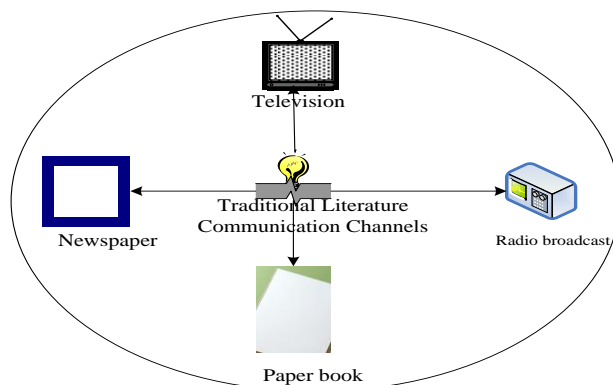 Television
Traditional Literature
Communication Channels
Newspaper
Radio broadcast
Paper book